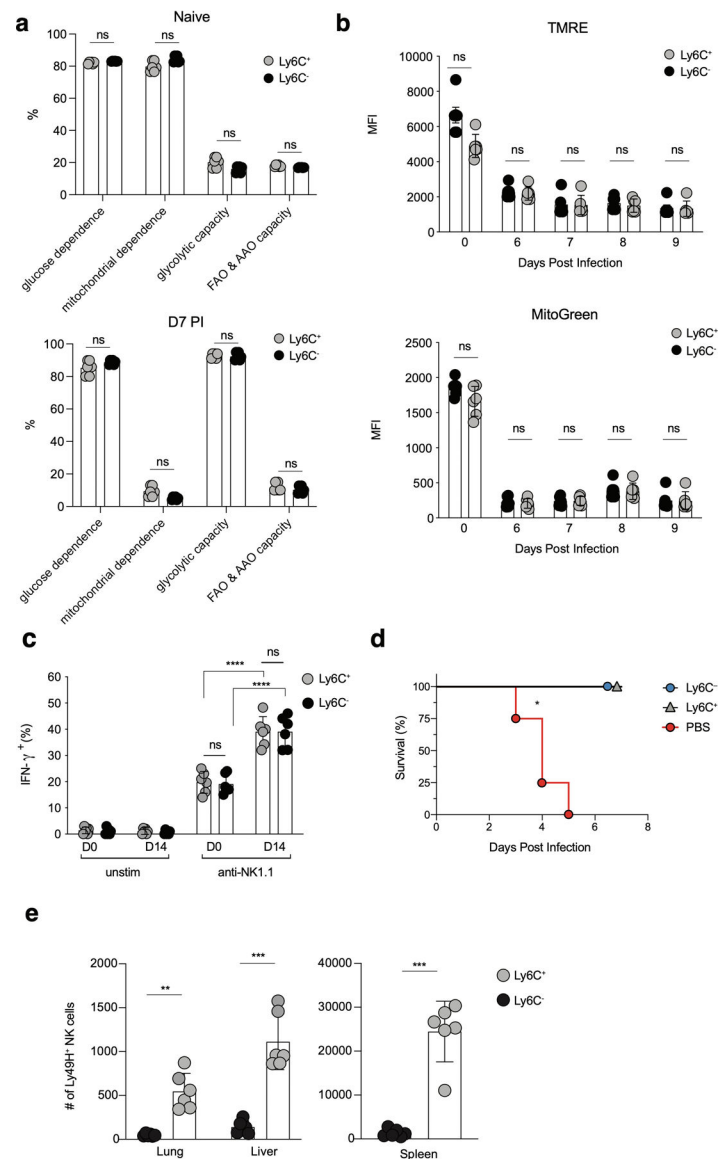 a
Naive
ns
ns
Ly6C+
Ly6C-
100
80
60
40
20
0
%
ns
ns
glucose dependence
mitochondrial dependence
glycolytic capacity
FAO & AAO capacity
D7 PI
ns
ns
Ly6C+
Ly6C-
100
80
60
40
20
0
%
ns
ns
glucose dependence
mitochondrial dependence
glycolytic capacity
FAO & AAO capacity
b
TMRE
10000
8000
6000
4000
2000
0
MFI
ns
ns
ns
ns
ns
Ly6C+
Ly6C-
0 6 7 8 9
Days Post Infection
MitoGreen
2500
2000
1500
1000
500
0
MFI
ns
ns
ns
ns
ns
Ly6C+
Ly6C-
0 6 7 8 9
Days Post Infection
c
60
50
40
30
20
10
0
IFN-γ+(%)
ns
****
****
ns
Ly6C+
Ly6C-
D0 D14 D0 D14
unstim anti-NK1.1
d
100
75
50
25
0
Survival (%)
*
Ly6C–
Ly6C+
PBS
0 2 4 6 8
Days Post Infection
e
2000
1500
1000
500
0
# of Ly49H+ NK cells
**
***
Lung Liver
40000
30000
20000
10000
0
***
Spleen
Ly6C+
Ly6C-